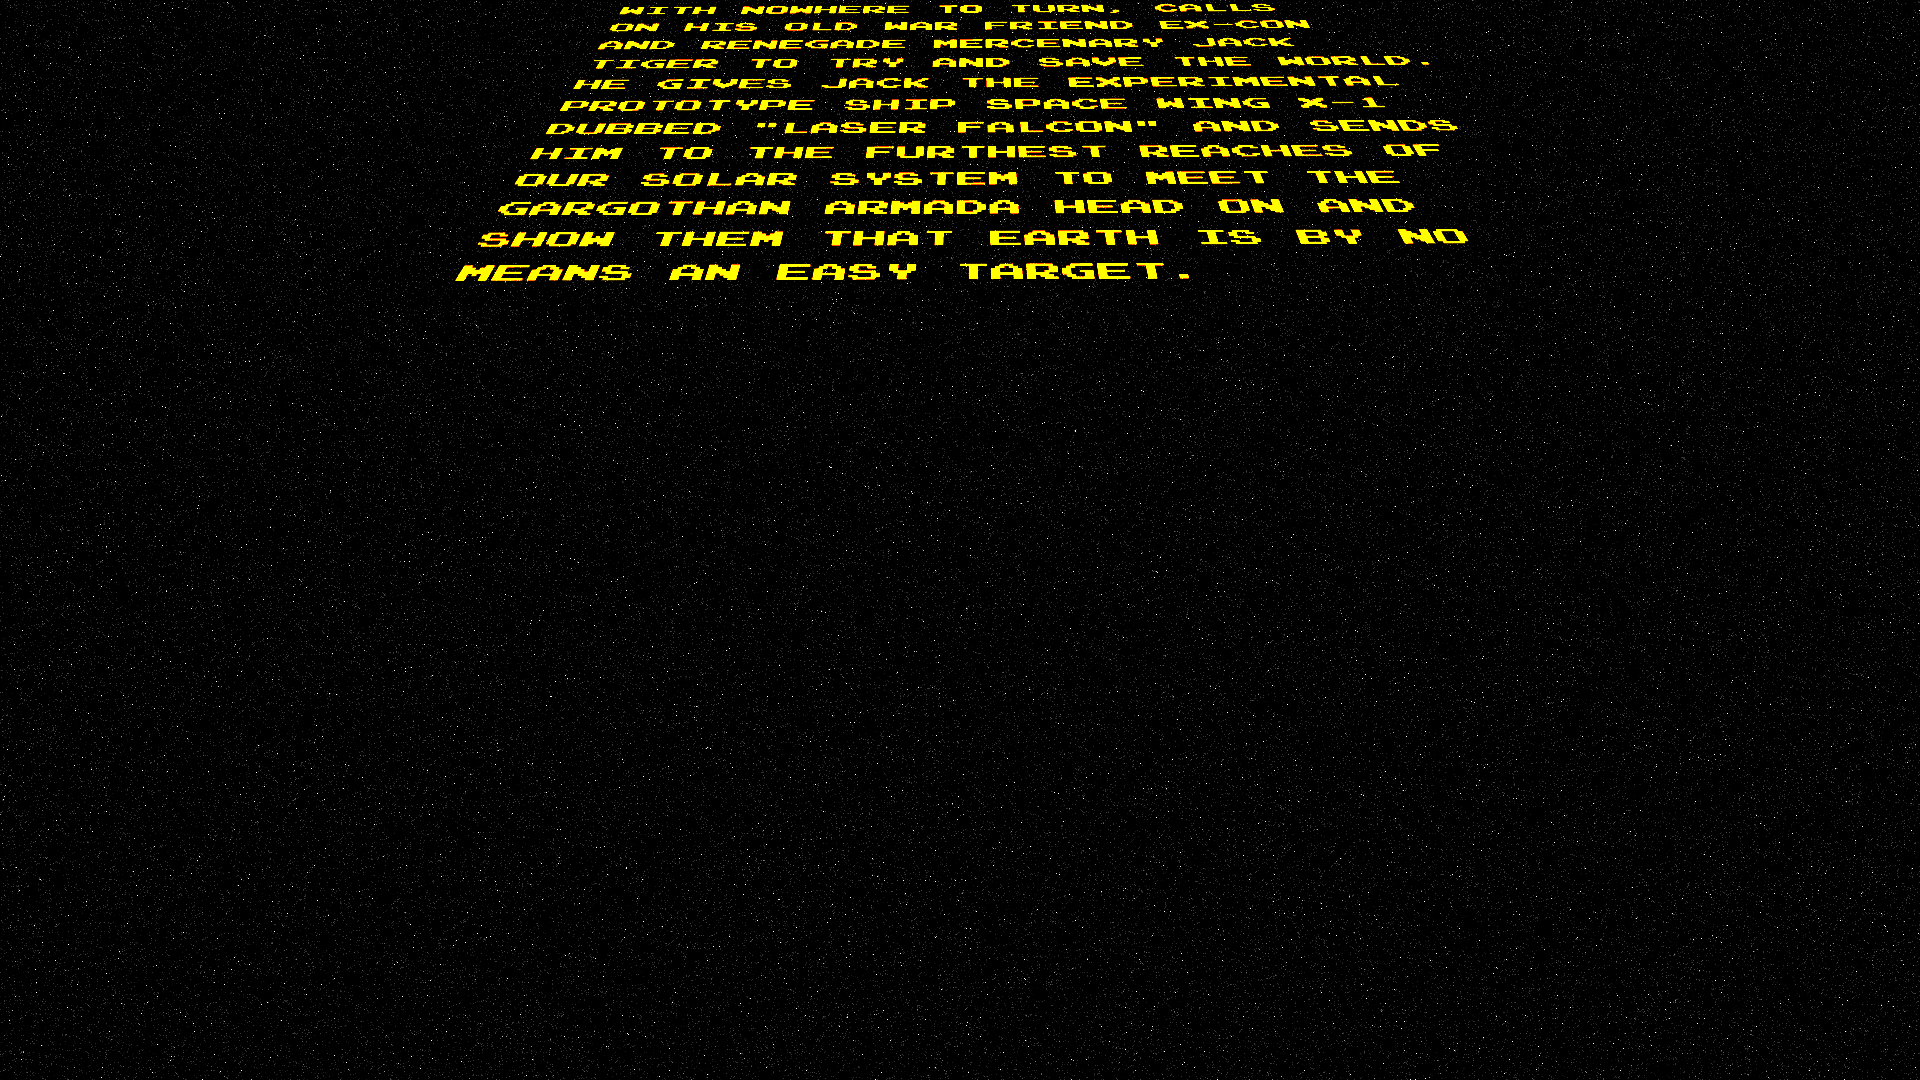 WITH NOWHERE TO TURN, CALLS
ON HIS OLD WAR FRIEND EX-CON
AND RENEGADE MERCENARY JACK
TIGER TO TRY AND SAVE THE WORLD.
HE GIVES JACK THE EXPERIMENTAL
PROTOTYPE SHIP SPACE WING X-1
DUBBED "LASER FALCON" AND SENDS
HIM TO THE FURTHEST REACHES OF
OUR SOLAR SYSTEM TO MEET THE
GARGOTHAN ARMADA HEAD ON AND
SHOW THEM THAT EARTH IS BY NO
MEANS AN EASY TARGET.